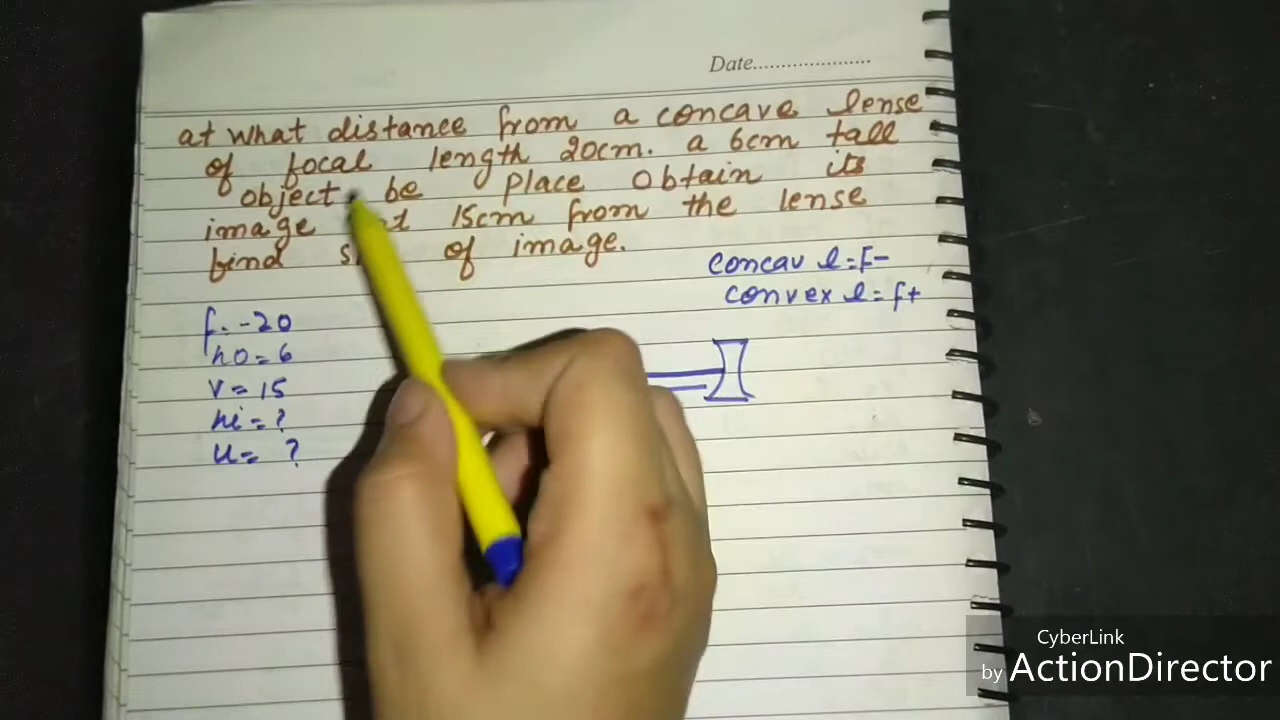 Date.....................
at what distance from a concave lense
of focal length 20cm. a 6cm tall
object be place obtain its
image 15cm from the lense
find of image.
concav l = F-
convex l = f+
f. -20
ho = 6
v = 15
hi = ?
u = ?
CyberLink
by ActionDirector